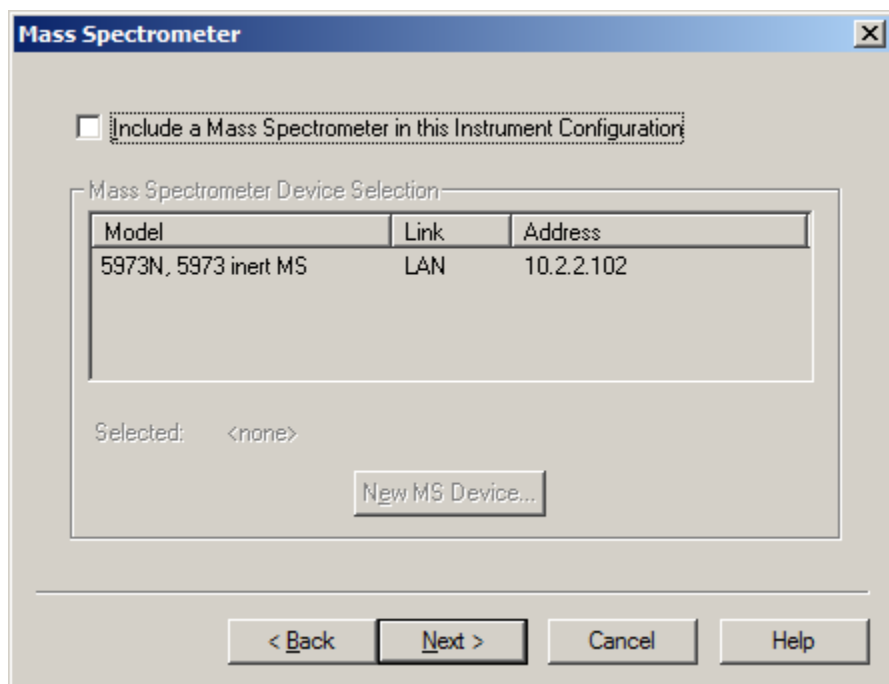 Mass Spectrometer
Include a Mass Spectrometer in this Instrument Configuration
Mass Spectrometer Device Selection
Model Link Address
5973N, 5973 inert MS LAN 10.2.2.102
Selected: <none>
New MS Device...
< Back Next > Cancel Help